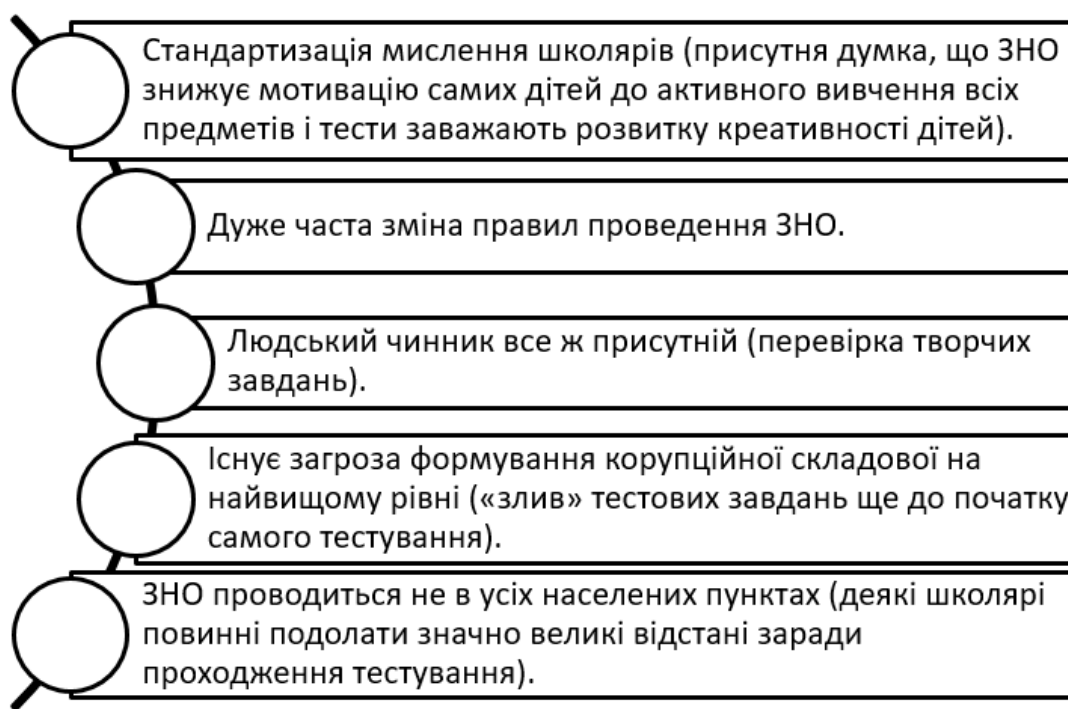 Стандартизація мислення школярів (присутня думка, що ЗНО
знижує мотивацію самих дітей до активного вивчення всіх
предметів і тести заважають розвитку креативності дітей).
Дуже часта зміна правил проведення ЗНО.
Людський чинник все ж присутній (перевірка творчих
завдань).
Існує загроза формування корупційної складової на
найвищому рівні («злив» тестових завдань ще до початку
самого тестування).
ЗНО проводиться не в усіх населених пунктах (деякі школярі
повинні подолати значно великі відстані заради
проходження тестування).